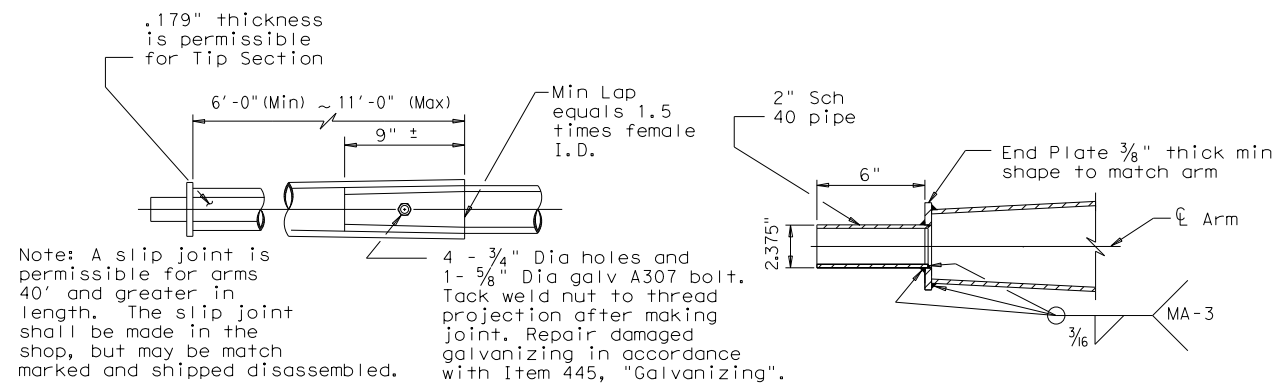 .179" thickness
is permissible
for Tip Section
6'-0"(Min) ~ 11'-0" (Max)
9" ±
Min Lap
equals 1.5
times female
I.D.
Note: A slip joint is
permissible for arms
40' and greater in
length. The slip joint
shall be made in the
shop, but may be match
marked and shipped disassembled.
4 - 3/4" Dia holes and
1- 5/8" Dia galv A307 bolt.
Tack weld nut to thread
projection after making
joint. Repair damaged
galvanizing in accordance
with Item 445, "Galvanizing".
2" Sch
40 pipe
6"
2.375"
End Plate 3/8" thick min
shape to match arm
℄ Arm
3/16
MA-3